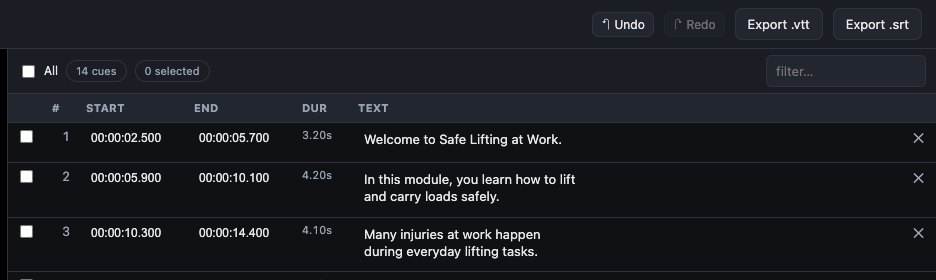 Undo Redo Export .vtt Export .srt
All 14 cues 0 selected filter...
# START END DUR TEXT
1 00:00:02.500 00:00:05.700 3.20s Welcome to Safe Lifting at Work.
2 00:00:05.900 00:00:10.100 4.20s In this module, you learn how to lift
and carry loads safely.
3 00:00:10.300 00:00:14.400 4.10s Many injuries at work happen
during everyday lifting tasks.